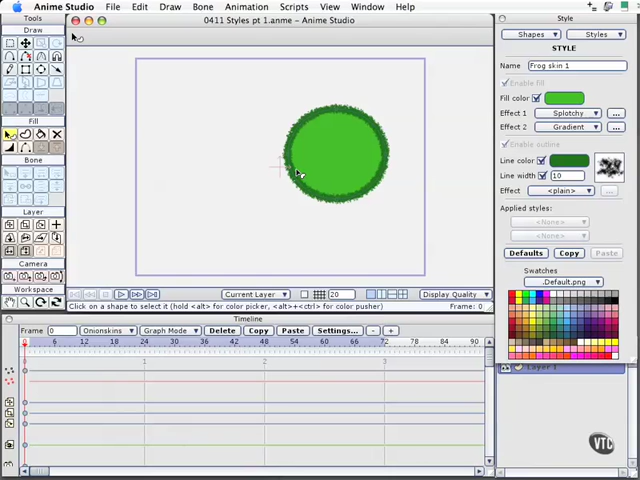 Anime Studio File Edit Draw Bone Animation Scripts View Window Help
Tools
0411 Styles pt 1.anme - Anime Studio
Style
Draw
Shapes...
Styles...
STYLE
Name Frog skin 1
Enable fill
Fill color
Effect 1 Splotchy ...
Effect 2 Gradient ...
Fill
Enable outline
Bone
Line color
Line width 10
Effect <plain> ...
Layer
Applied styles:
<None>
<None>
Camera
Defaults Copy Paste
Workspace
Swatches
.Default.png
Current Layer 20 Display Quality
Click on a shape to select it (hold <alt> for color picker, <alt>+<ctrl> for color pusher) Frame: 0
Timeline
Frame 0 Onionskins Graph Mode Delete Copy Paste Settings... - +
0 6 12 18 24 30 36 42 48 54 60 66 72 78 84 90
1 2 3
Layer 1
VTC